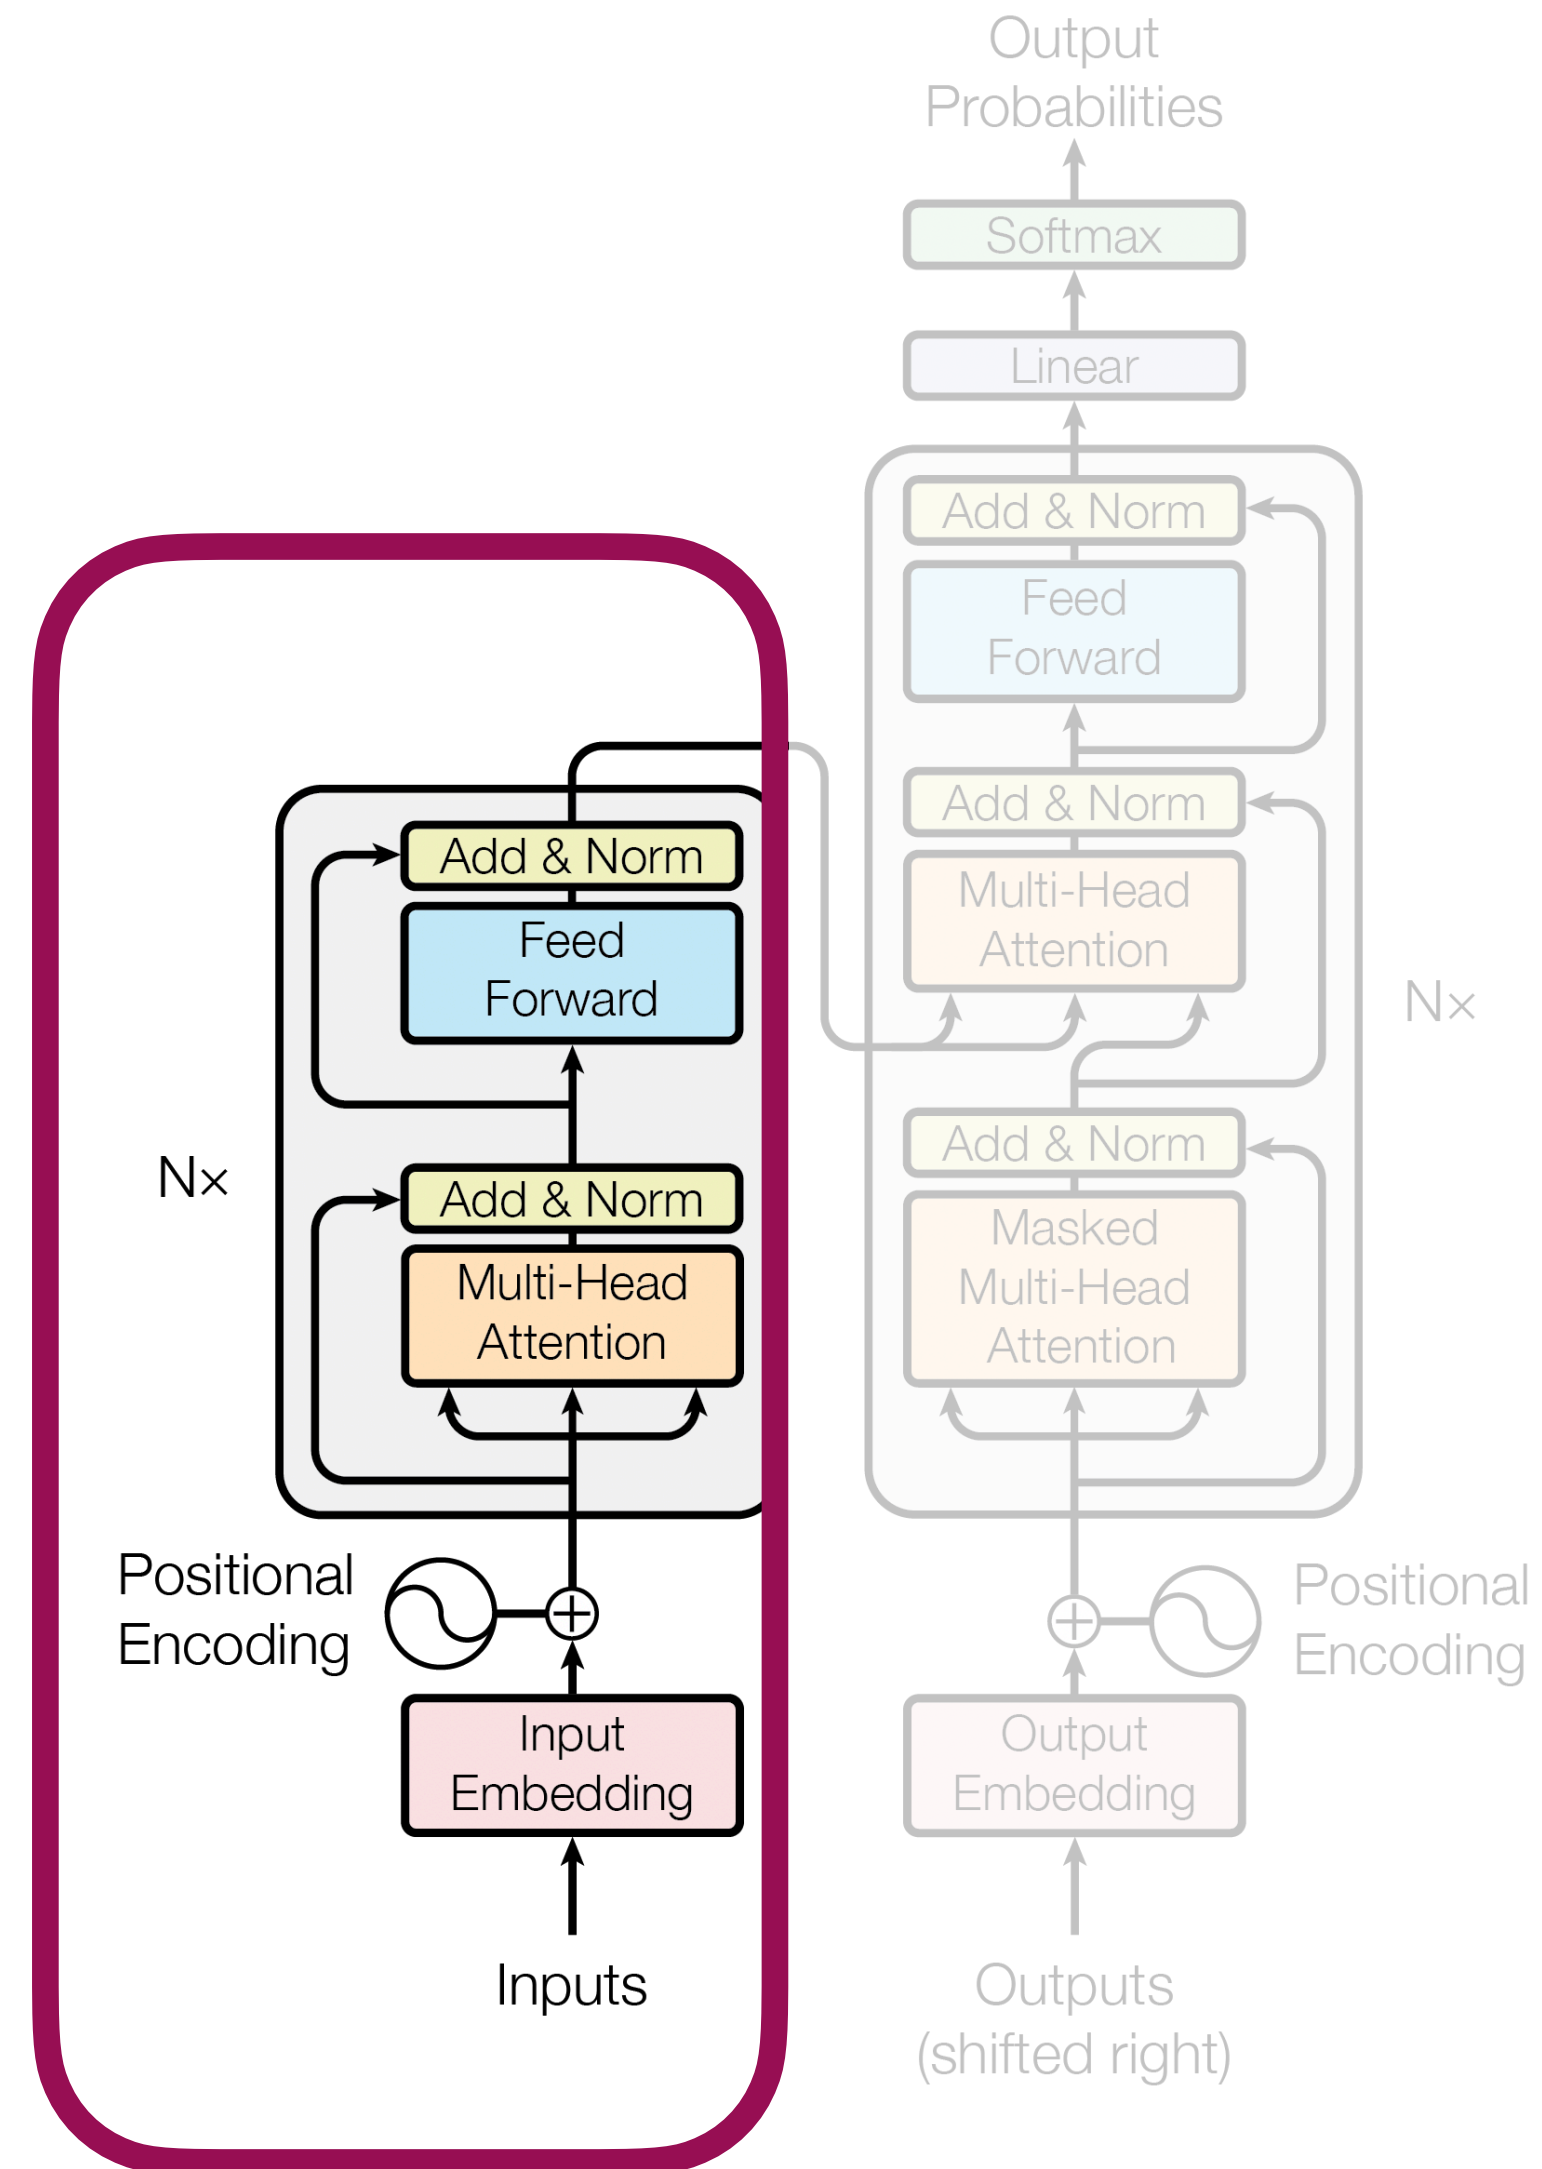 Output
Probabilities
Softmax
Linear
Add & Norm
Feed
Forward
Add & Norm
Multi-Head
Attention
N×
Add & Norm
Masked
Multi-Head
Attention
Positional
Encoding
Output
Embedding
Outputs
(shifted right)
Add & Norm
Feed
Forward
N×
Add & Norm
Multi-Head
Attention
Positional
Encoding
Input
Embedding
Inputs